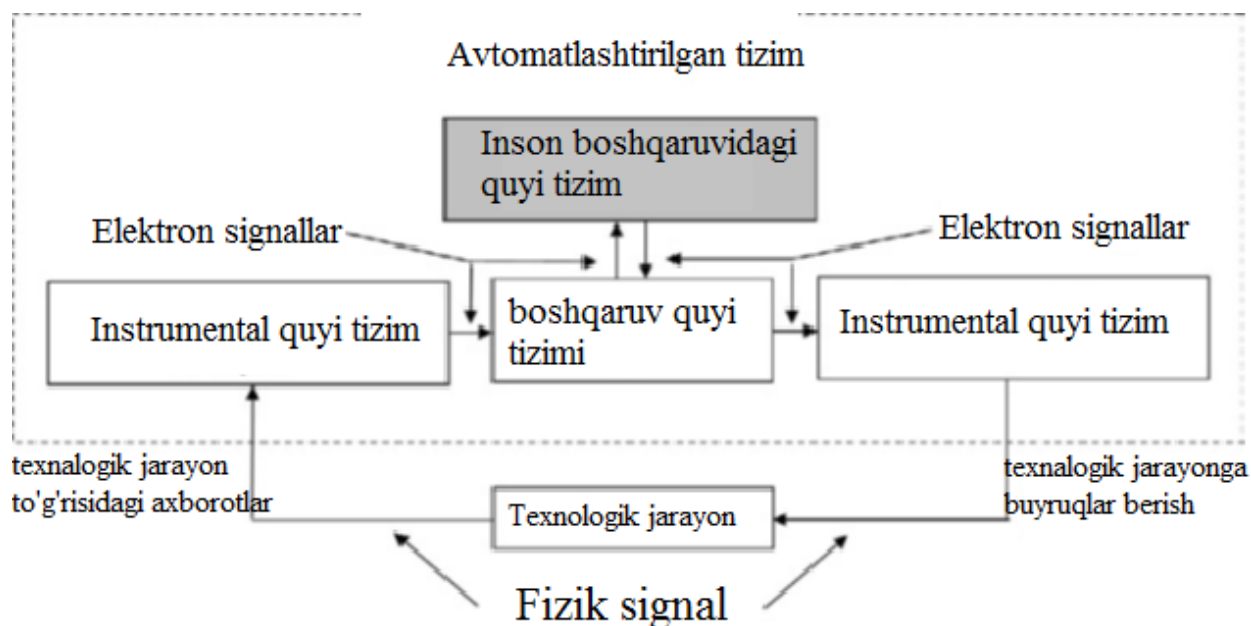 Avtomatlashtirilgan tizim
Inson boshqaruvidagi
quyi tizim
Elektron signallar
Elektron signallar
Instrumental quyi tizim
boshqaruv quyi
tizimi
Instrumental quyi tizim
texnalogik jarayon
to'g'risidagi axborotlar
texnalogik jarayonga
buyruqlar berish
Texnologik jarayon
Fizik signal